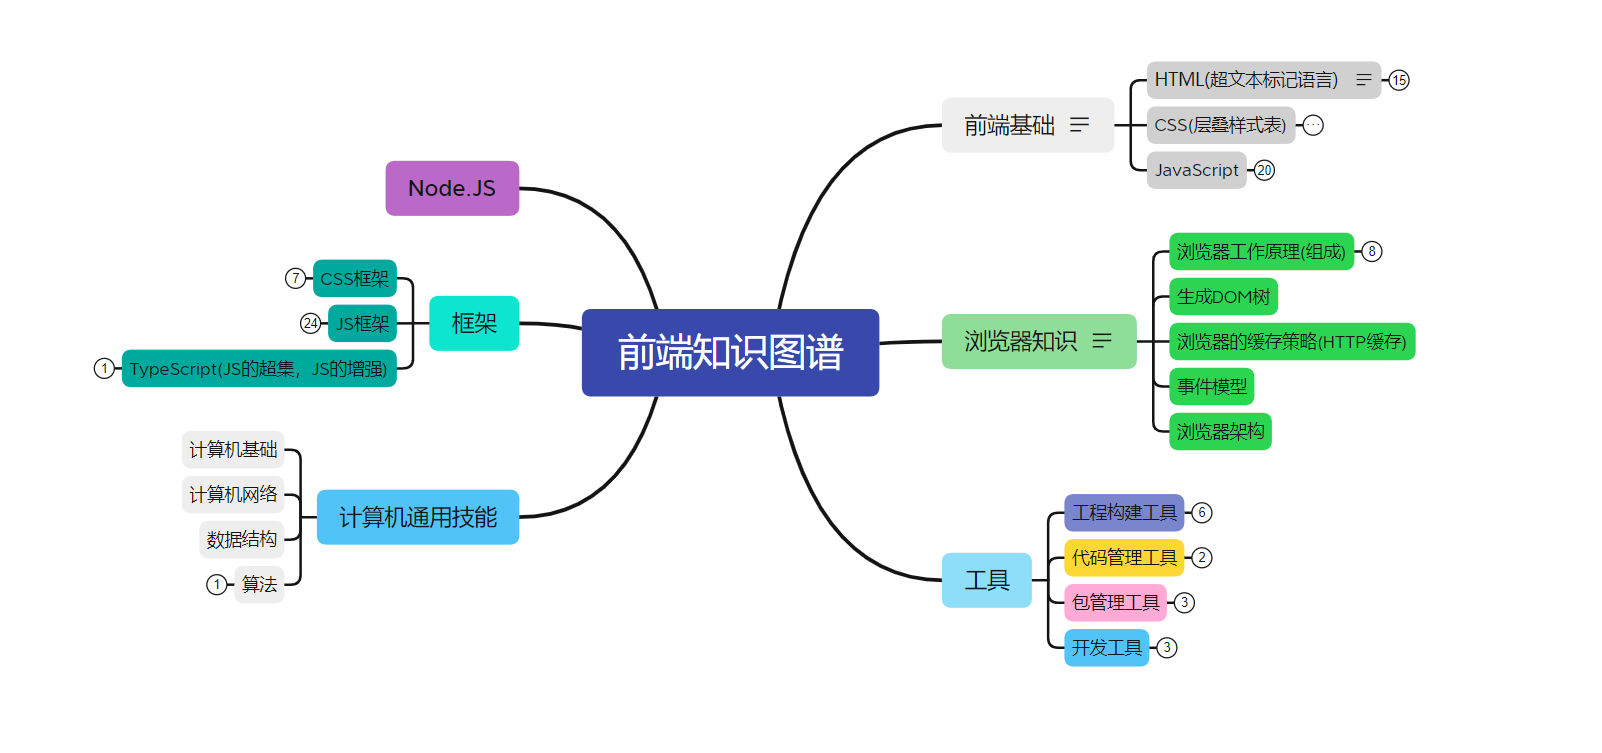 前端知识图谱
前端基础
HTML(超文本标记语言)
15
CSS(层叠样式表)
...
JavaScript
20
浏览器知识
浏览器工作原理(组成)
8
生成DOM树
浏览器的缓存策略(HTTP缓存)
事件模型
浏览器架构
工具
工程构建工具
6
代码管理工具
2
包管理工具
3
开发工具
3
Node.JS
框架
CSS框架
7
JS框架
24
TypeScript(JS的超集，JS的增强)
1
计算机通用技能
计算机基础
计算机网络
数据结构
算法
1